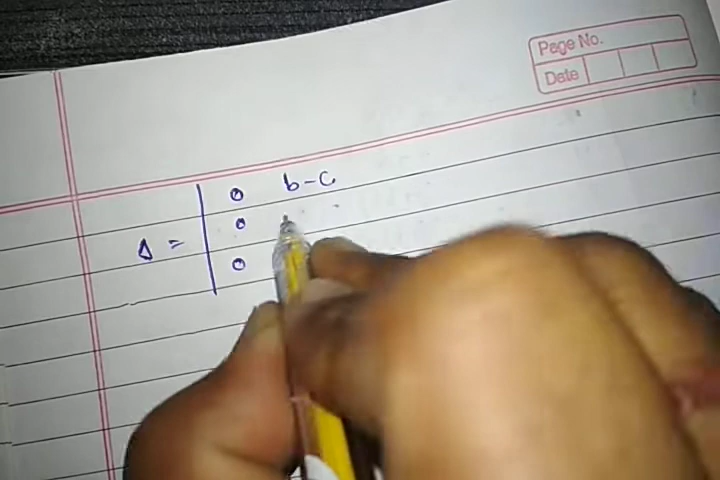 Page No.
Date
0 b-c
0
Δ =
0